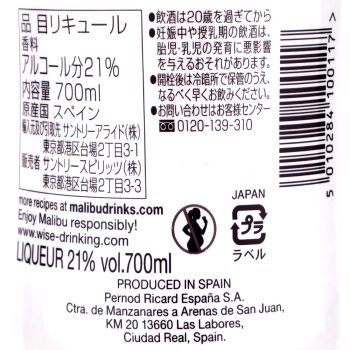 品 目リキュール
香料
アルコール分21%
内容量 700ml
原産国 スペイン
輸入元及び引取先 サントリーアライド(株)
東京都港区台場2丁目3-1
販売者 サントリースピリッツ(株)
東京都港区台場2丁目3-3
●飲酒は20歳を過ぎてから
●妊娠中や授乳期の飲酒は、
胎児・乳児の発育に悪影響
を与えるおそれがあります。
●開栓後は冷暗所で保管のうえ、
なるべく早くお飲みください。
●お問い合わせはお客様センター
0120-139-310
5 010284 100117 >
more recipes at malibudrinks.com
Enjoy Malibu responsibly!
www.wise-drinking.com
LIQUEUR 21% vol.700ml
JAPAN
プラ
ラベル
PRODUCED IN SPAIN
Pernod Ricard España S.A.
Ctra. de Manzanares a Arenas de San Juan,
KM 20 13660 Las Labores,
Ciudad Real, Spain.